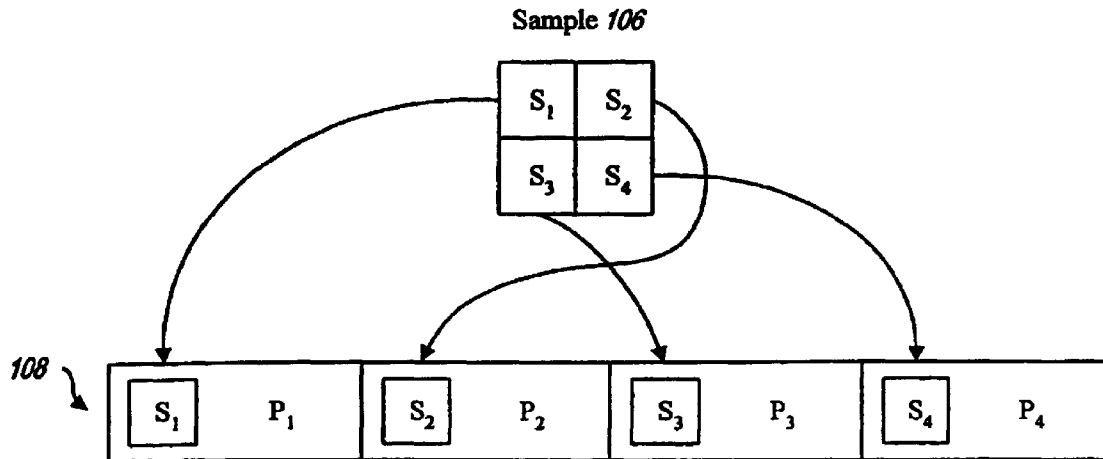 Sample 106
S₁ S₂
S₃ S₄
108
S₁ P₁ S₂ P₂ S₃ P₃ S₄ P₄